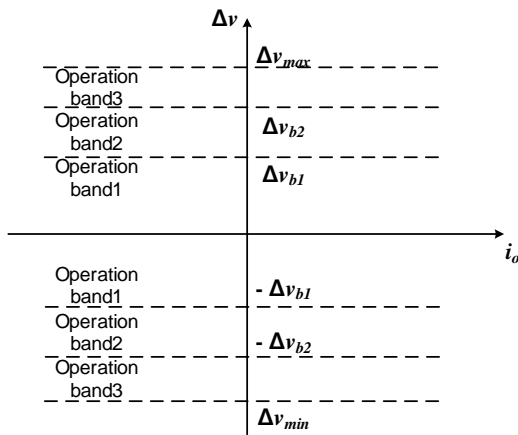 Δv
Δv_max
Operation
band3
Operation
band2
Δv_b2
Operation
band1
Δv_b1
i_o
Operation
band1
- Δv_b1
Operation
band2
- Δv_b2
Operation
band3
Δv_min